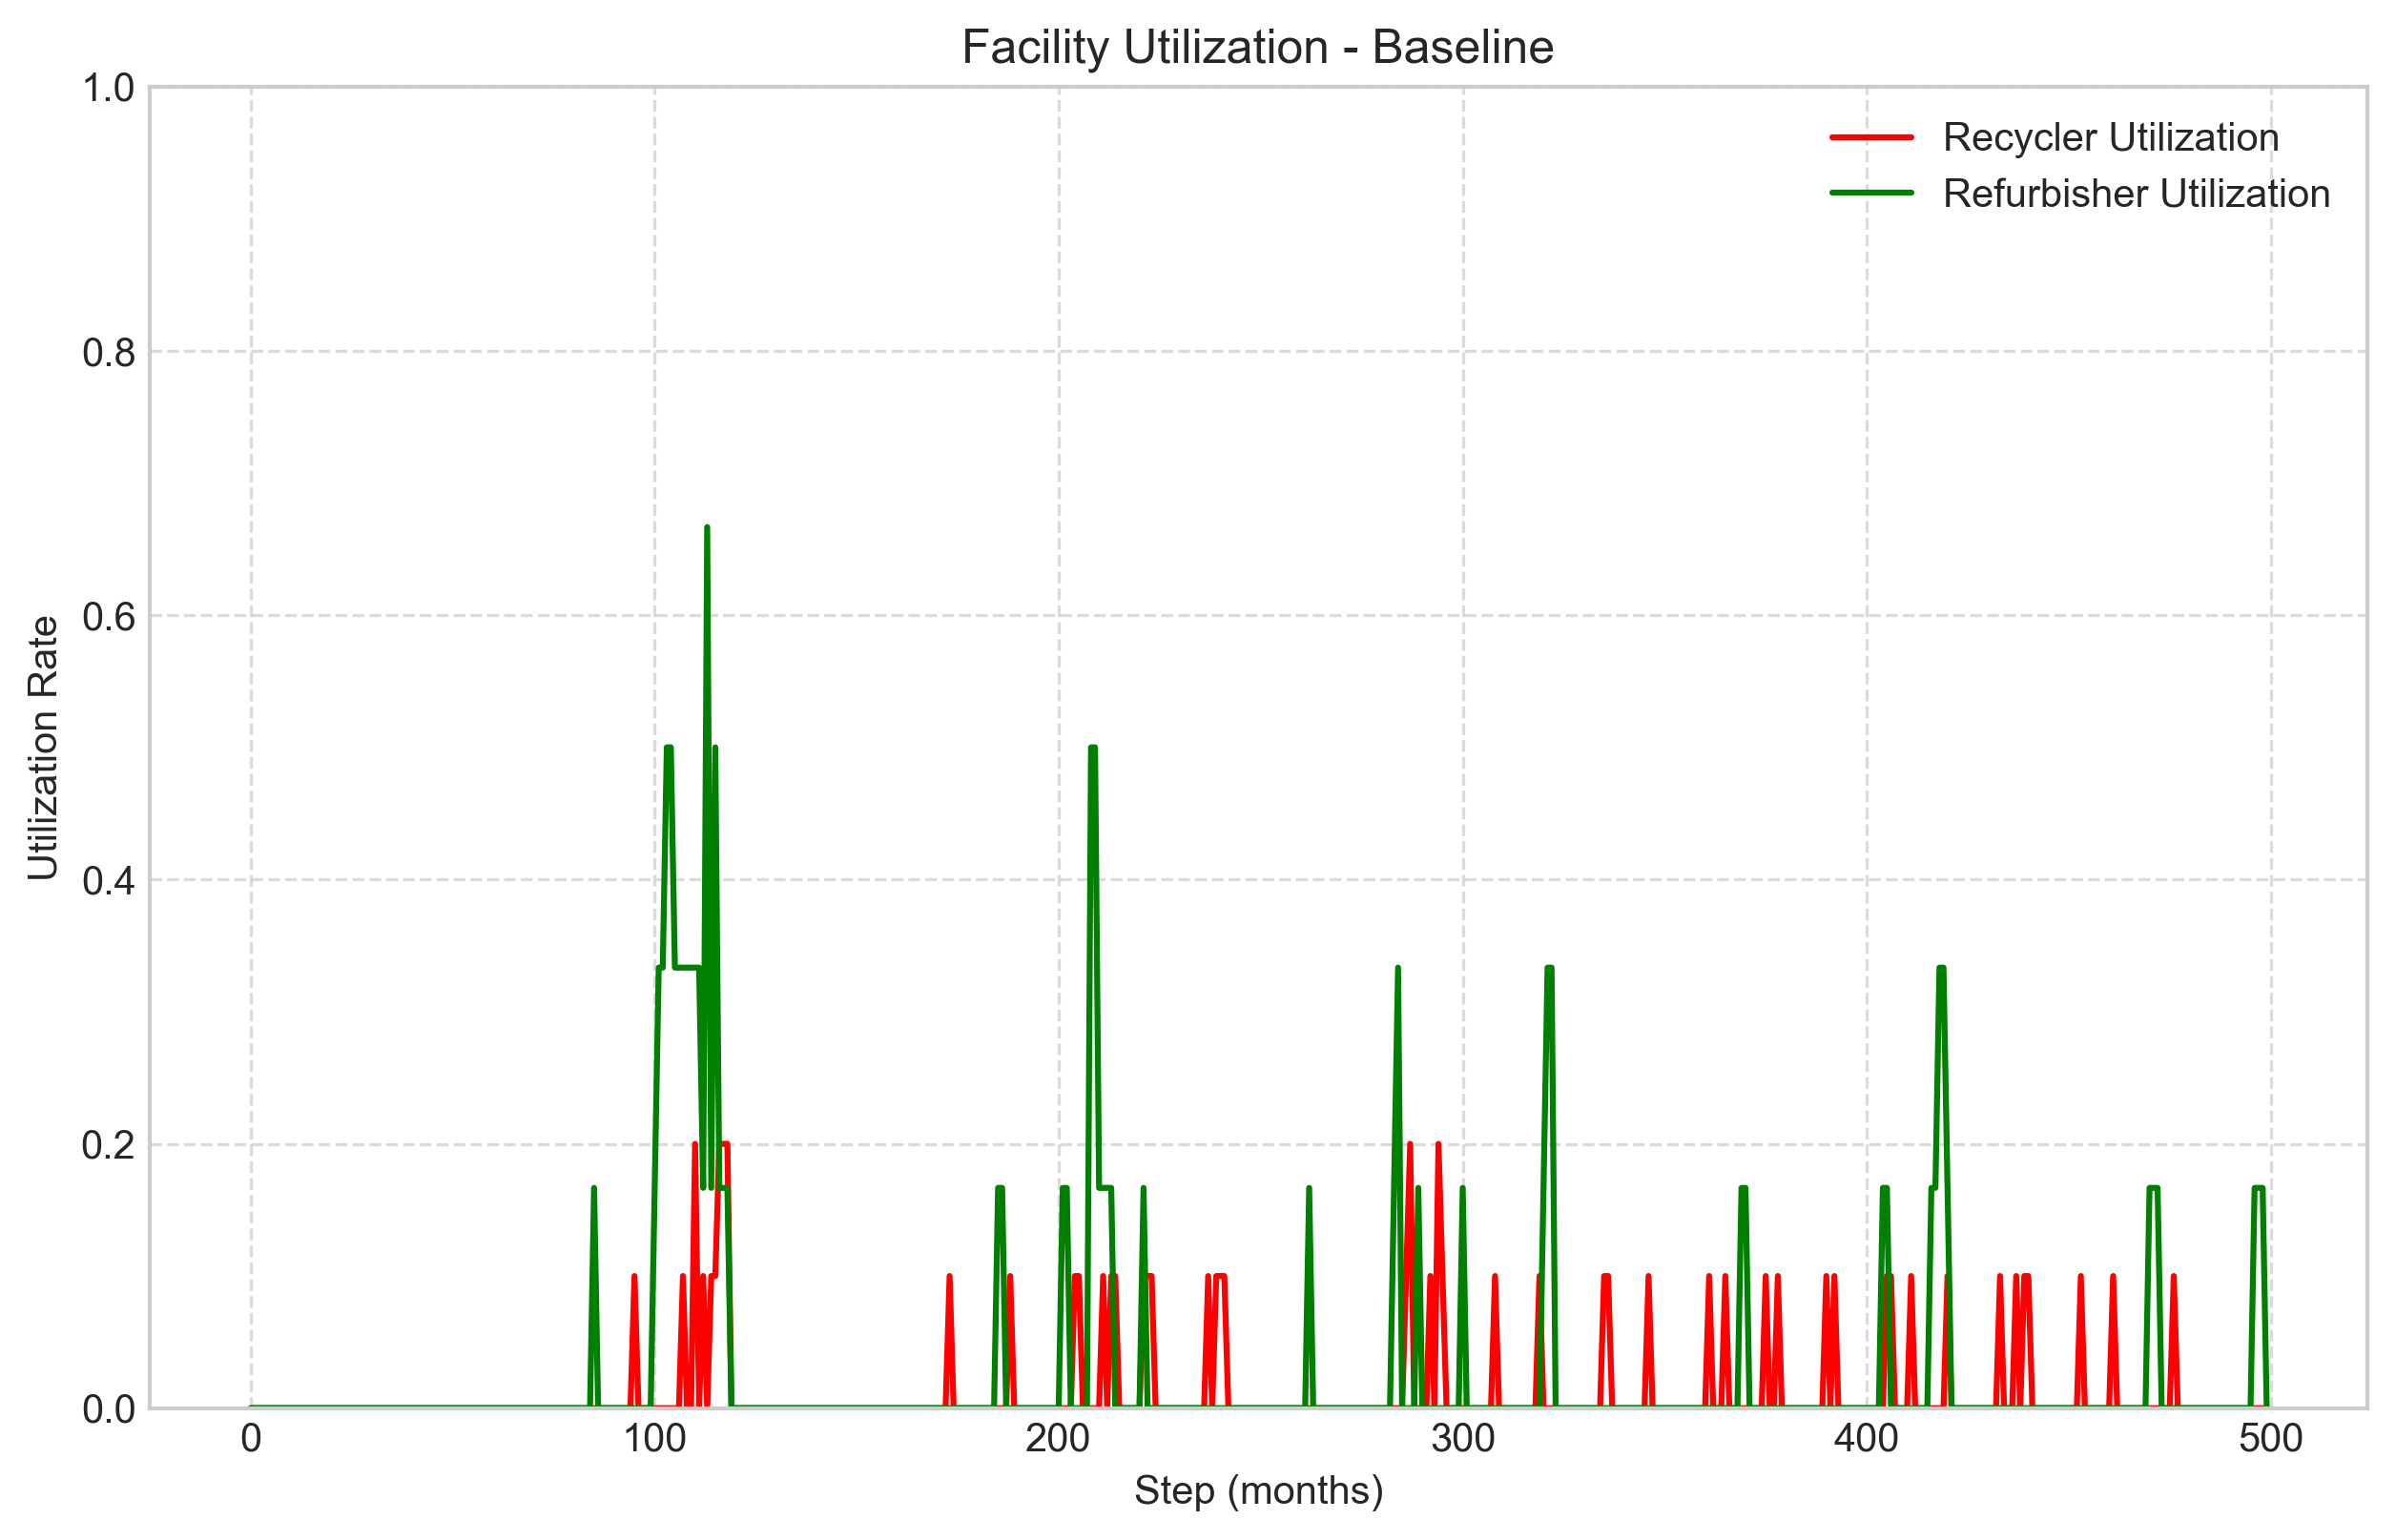 Facility Utilization - Baseline
1.0
Recycler Utilization
Refurbisher Utilization
0.8
0.6
Utilization Rate
0.4
0.2
0.0
0 100 200 300 400 500
Step (months)